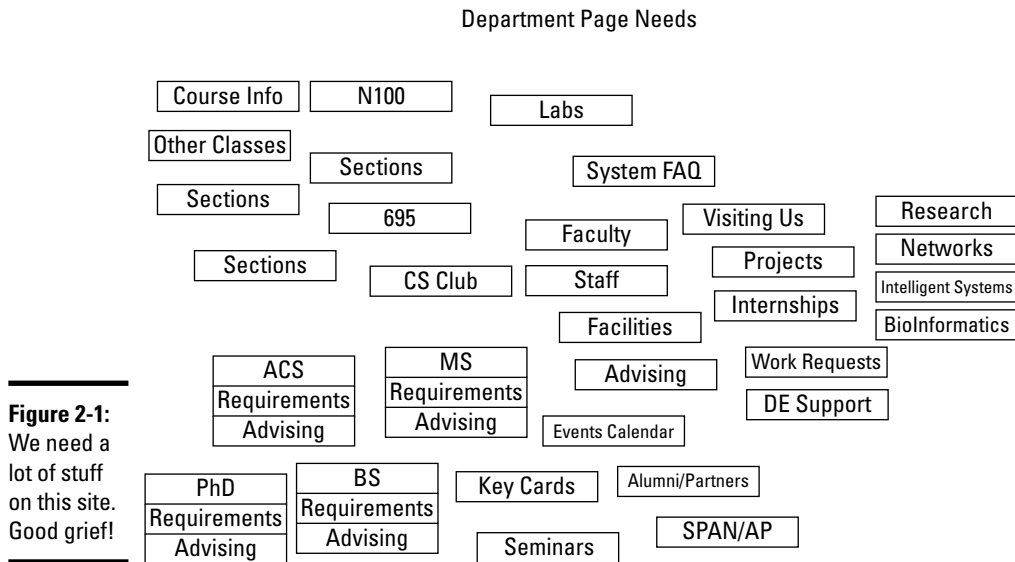 Department Page Needs
Course Info
N100
Labs
Other Classes
Sections
System FAQ
Sections
695
Visiting Us
Research
Faculty
Networks
Sections
CS Club
Staff
Projects
Intelligent Systems
Internships
BioInformatics
Facilities
ACS
Requirements
Advising
MS
Requirements
Advising
Advising
Work Requests
DE Support
Events Calendar
Figure 2-1:
We need a
lot of stuff
on this site.
Good grief!
PhD
Requirements
Advising
BS
Requirements
Advising
Key Cards
Alumni/Partners
Seminars
SPAN/AP